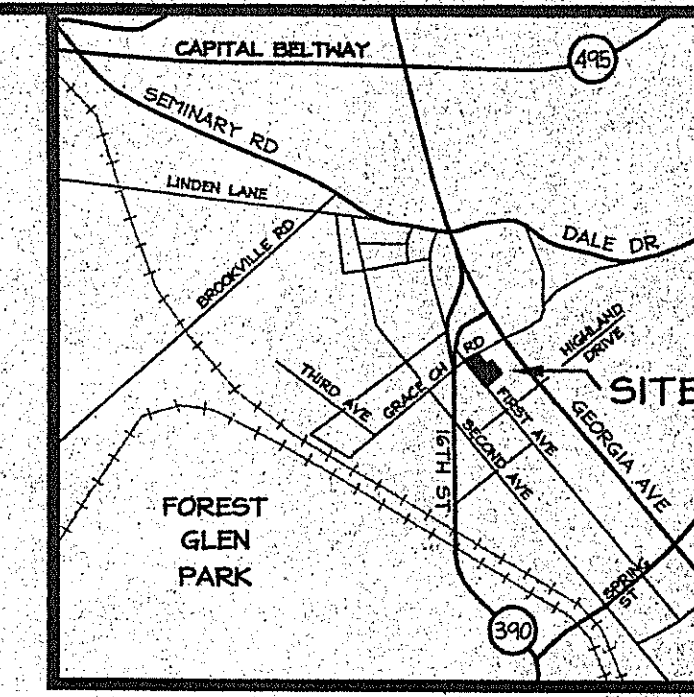 CAPITAL BELTWAY
495
SEMINARY RD
LINDEN LANE
BROOKVILLE RD
DALE DR
HIGHLAND
DRIVE
THIRD AVE
GRACE CH RD
SITE
FIRST AVE
GEORGIA AVE
SECOND AVE
16TH ST
FOREST
GLEN
PARK
SPRING
ST
390